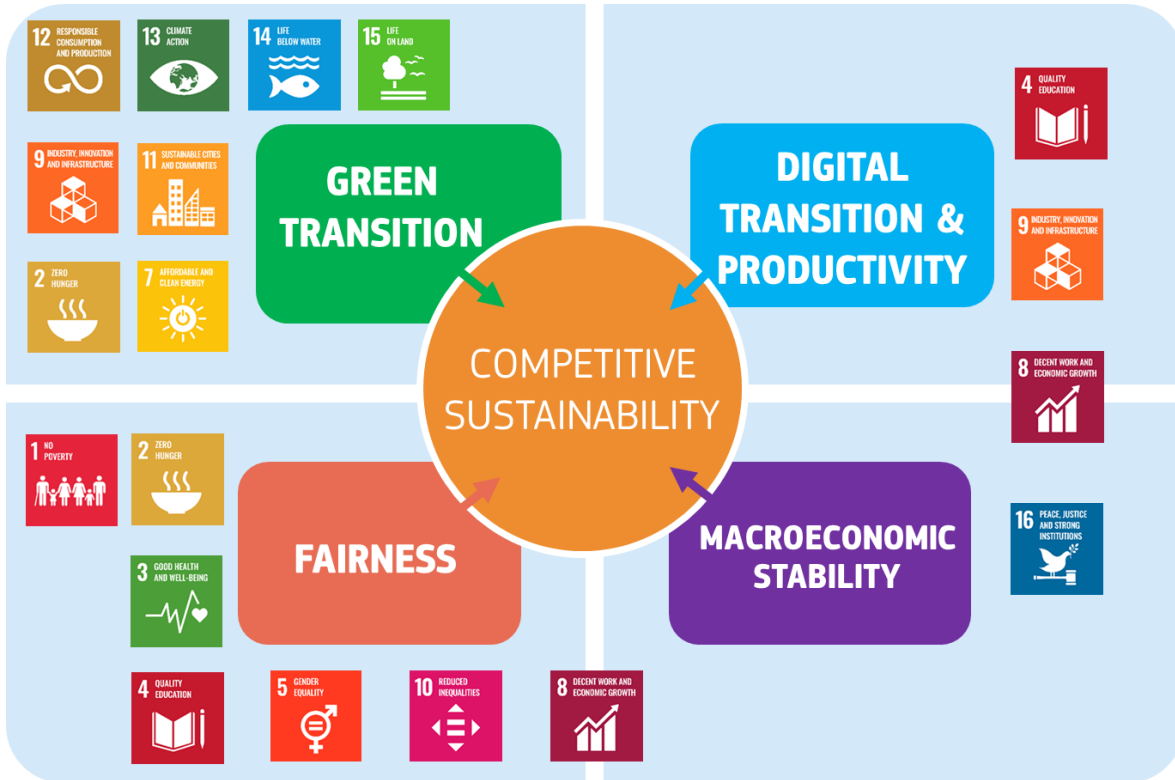 12 RESPONSIBLE
CONSUMPTION
AND PRODUCTION
13 CLIMATE
ACTION
14 LIFE
BELOW WATER
15 LIFE
ON LAND
9 INDUSTRY, INNOVATION
AND INFRASTRUCTURE
11 SUSTAINABLE CITIES
AND COMMUNITIES
2 ZERO
HUNGER
7 AFFORDABLE AND
CLEAN ENERGY
GREEN
TRANSITION
DIGITAL
TRANSITION &
PRODUCTIVITY
4 QUALITY
EDUCATION
9 INDUSTRY, INNOVATION
AND INFRASTRUCTURE
8 DECENT WORK AND
ECONOMIC GROWTH
COMPETITIVE
SUSTAINABILITY
1 NO
POVERTY
2 ZERO
HUNGER
3 GOOD HEALTH
AND WELL-BEING
FAIRNESS
4 QUALITY
EDUCATION
5 GENDER
EQUALITY
10 REDUCED
INEQUALITIES
8 DECENT WORK AND
ECONOMIC GROWTH
MACROECONOMIC
STABILITY
16 PEACE, JUSTICE
AND STRONG
INSTITUTIONS